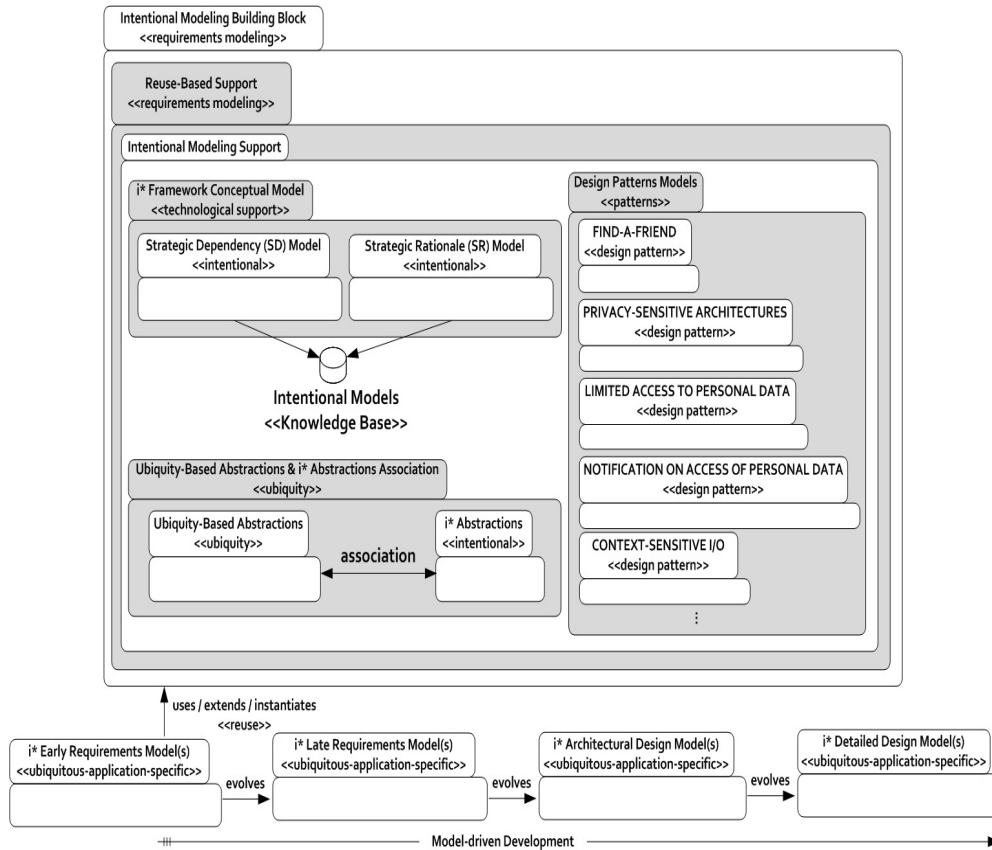 Intentional Modeling Building Block
<<requirements modeling>>
Reuse-Based Support
<<requirements modeling>>
Intentional Modeling Support
i* Framework Conceptual Model
<<technological support>>
Strategic Dependency (SD) Model
<<intentional>>
Strategic Rationale (SR) Model
<<intentional>>
Intentional Models
<<Knowledge Base>>
Ubiquity-Based Abstractions & i* Abstractions Association
<<ubiquity>>
Ubiquity-Based Abstractions
<<ubiquity>>
association
i* Abstractions
<<intentional>>
Design Patterns Models
<<patterns>>
FIND-A-FRIEND
<<design pattern>>
PRIVACY-SENSITIVE ARCHITECTURES
<<design pattern>>
LIMITED ACCESS TO PERSONAL DATA
<<design pattern>>
NOTIFICATION ON ACCESS OF PERSONAL DATA
<<design pattern>>
CONTEXT-SENSITIVE I/O
<<design pattern>>
⋮
uses / extends / instantiates
<<reuse>>
i* Early Requirements Model(s)
<<ubiquitous-application-specific>>
evolves
i* Late Requirements Model(s)
<<ubiquitous-application-specific>>
evolves
i* Architectural Design Model(s)
<<ubiquitous-application-specific>>
evolves
i* Detailed Design Model(s)
<<ubiquitous-application-specific>>
Model-driven Development